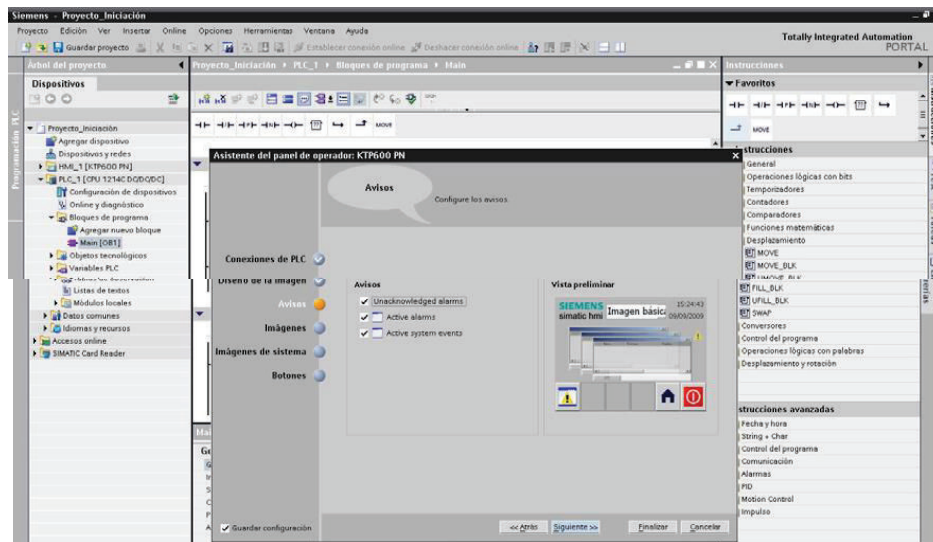 Siemens - Proyecto_Iniciación
Proyecto Edición Ver Insertar Online Opciones Herramientas Ventana Ayuda
Guardar proyecto Establecer conexión online Deshacer conexión online
Totally Integrated Automation
PORTAL
Árbol del proyecto
Proyecto_Iniciación PLC_1 Bloques de programa Main
Instrucciones
Dispositivos
Favoritos
Programación PLC
MOVE
MOVE
Proyecto_Iniciación
Agregar dispositivo
Dispositivos y redes
HMI_1 [KTP600 PN]
PLC_1 [CPU 1214C DC/DC/DC]
Configuración de dispositivos
Online y diagnóstico
Bloques de programa
Agregar nuevo bloque
Main [OB1]
Objetos tecnológicos
Variables PLC
Listas de textos
Módulos locales
Datos comunes
Idiomas y recursos
Accesos online
SIMATIC Card Reader
Asistente del panel de operador: KTP600 PN
Avisos
Configure los avisos
Conexiones de PLC
Diseño de la imagen
Avisos
Imágenes
Imágenes de sistema
Botones
Avisos
Unacknowledged alarms
Active alarms
Active system events
Vista preliminar
SIEMENS
simatic hmi
Imagen básic
15:24:43
09/09/2009
Guardar configuración
<< Atrás Siguiente >> Finalizar Cancelar
strucciones
General
Operaciones lógicas con bits
Temporizadores
Contadores
Comparadores
Funciones matemáticas
Desplazamiento
MOVE
MOVE_BLK
FILL_BLK
UFILL_BLK
SWAP
Conversores
Control del programa
Operaciones lógicas con palabras
Desplazamiento y rotación
strucciones avanzadas
Fecha y hora
String + Char
Control del programa
Comunicación
Alarmas
PID
Motion Control
Impulso